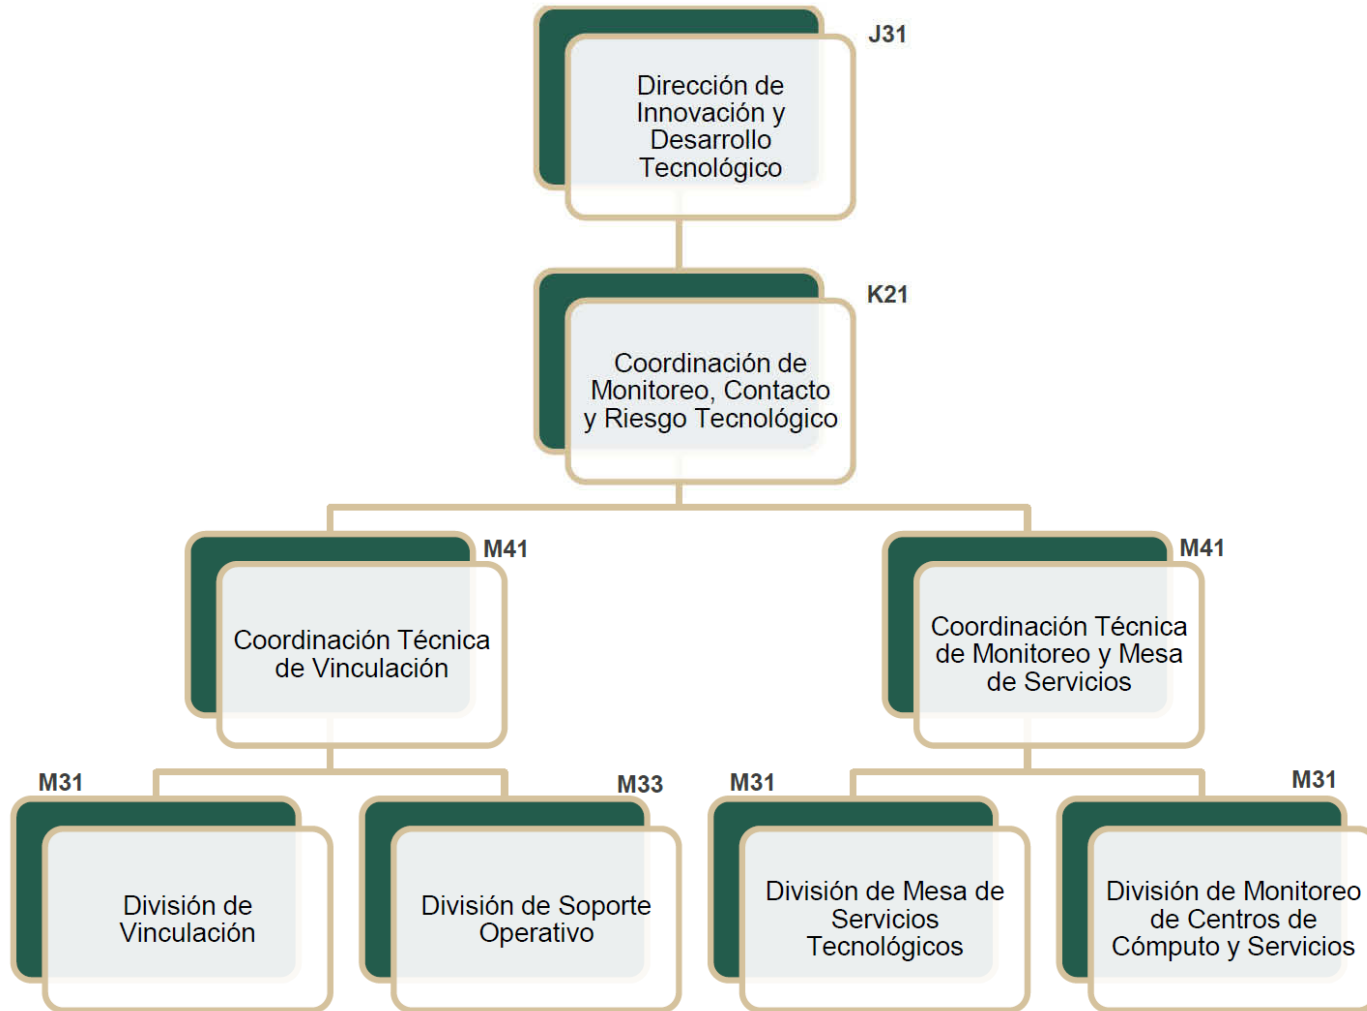 J31
Dirección de
Innovación y
Desarrollo
Tecnológico
K21
Coordinación de
Monitoreo, Contacto
y Riesgo Tecnológico
M41
Coordinación Técnica
de Vinculación
M41
Coordinación Técnica
de Monitoreo y Mesa
de Servicios
M31
División de
Vinculación
M33
División de Soporte
Operativo
M31
División de Mesa de
Servicios
Tecnológicos
M31
División de Monitoreo
de Centros de
Cómputo y Servicios